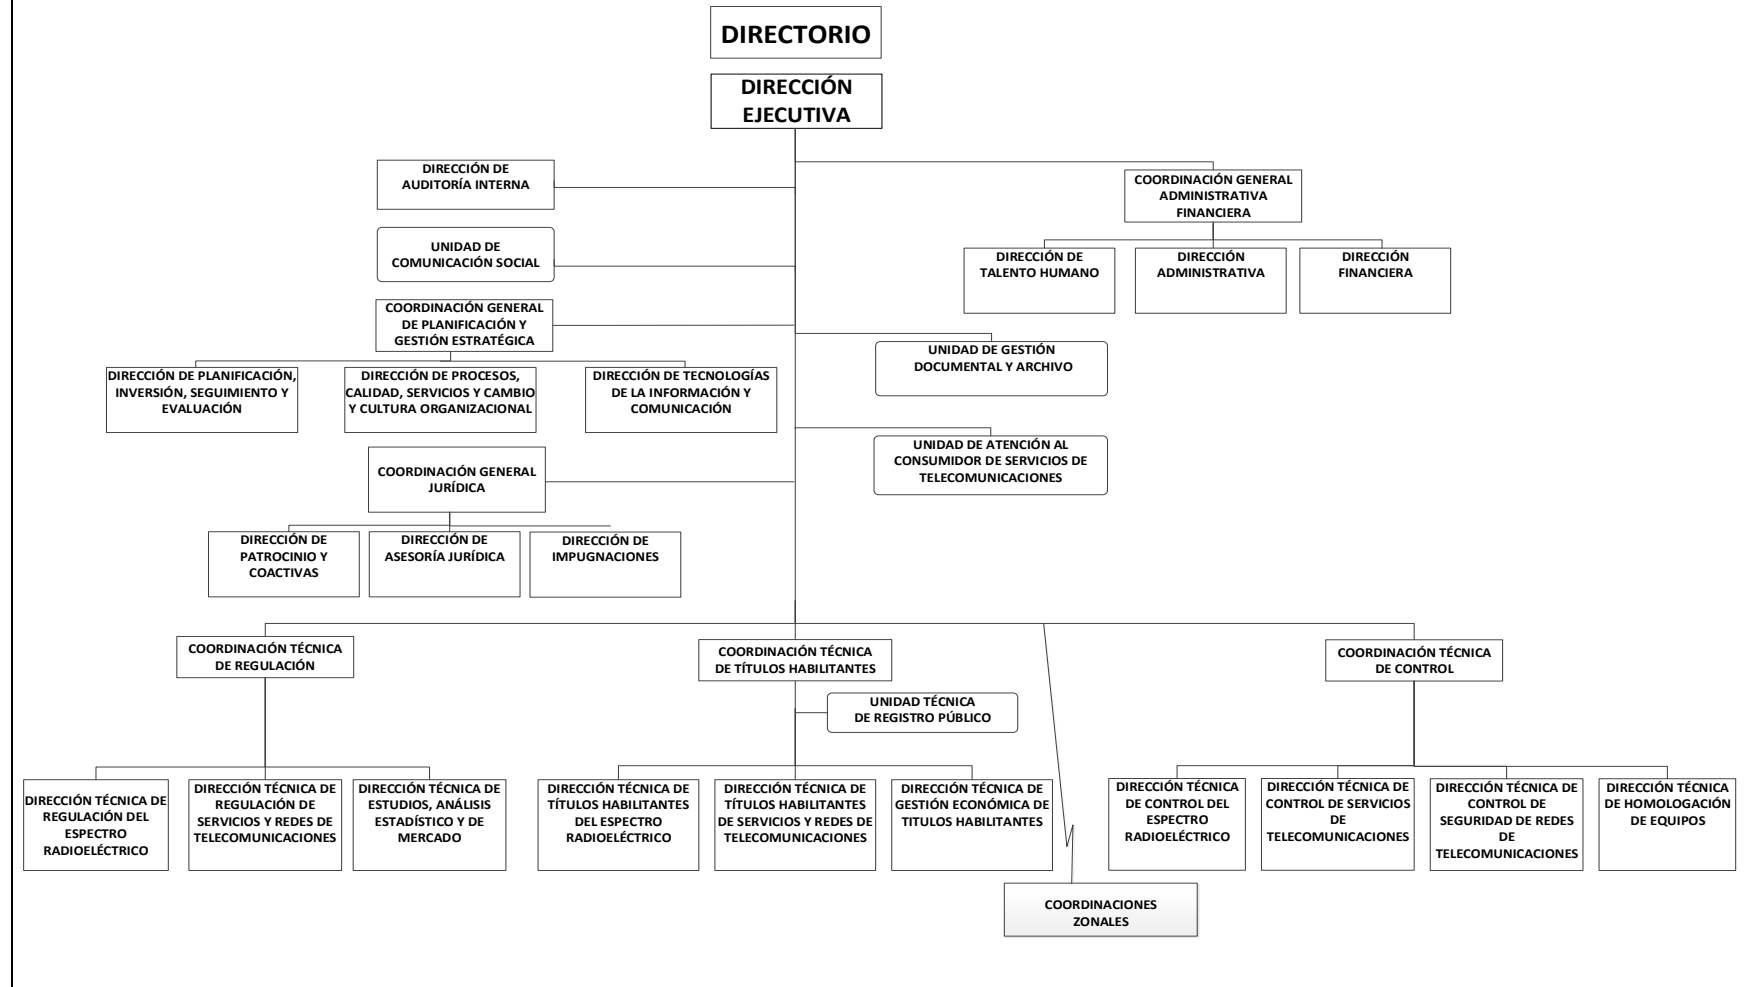 DIRECTORIO
DIRECCIÓN
EJECUTIVA
DIRECCIÓN DE
AUDITORÍA INTERNA
COORDINACIÓN GENERAL
ADMINISTRATIVA
FINANCIERA
UNIDAD DE
COMUNICACIÓN SOCIAL
DIRECCIÓN DE
TALENTO HUMANO
DIRECCIÓN
ADMINISTRATIVA
DIRECCIÓN
FINANCIERA
COORDINACIÓN GENERAL
DE PLANIFICACIÓN Y
GESTIÓN ESTRATÉGICA
UNIDAD DE GESTIÓN
DOCUMENTAL Y ARCHIVO
DIRECCIÓN DE PLANIFICACIÓN,
INVERSIÓN, SEGUIMIENTO Y
EVALUACIÓN
DIRECCIÓN DE PROCESOS,
CALIDAD, SERVICIOS Y CAMBIO
Y CULTURA ORGANIZACIONAL
DIRECCIÓN DE TECNOLOGÍAS
DE LA INFORMACIÓN Y
COMUNICACIÓN
UNIDAD DE ATENCIÓN AL
CONSUMIDOR DE SERVICIOS DE
TELECOMUNICACIONES
COORDINACIÓN GENERAL
JURÍDICA
DIRECCIÓN DE
PATROCINIO Y
COACTIVAS
DIRECCIÓN DE
ASESORÍA JURÍDICA
DIRECCIÓN DE
IMPUGNACIONES
COORDINACIÓN TÉCNICA
DE REGULACIÓN
COORDINACIÓN TÉCNICA
DE TÍTULOS HABILITANTES
COORDINACIÓN TÉCNICA
DE CONTROL
UNIDAD TÉCNICA
DE REGISTRO PÚBLICO
DIRECCIÓN TÉCNICA DE
REGULACIÓN DEL
ESPECTRO
RADIOELÉCTRICO
DIRECCIÓN TÉCNICA DE
REGULACIÓN DE
SERVICIOS Y REDES DE
TELECOMUNICACIONES
DIRECCIÓN TÉCNICA DE
ESTUDIOS, ANÁLISIS
ESTADÍSTICO Y DE
MERCADO
DIRECCIÓN TÉCNICA DE
TÍTULOS HABILITANTES
DEL ESPECTRO
RADIOELÉCTRICO
DIRECCIÓN TÉCNICA DE
TÍTULOS HABILITANTES
DE SERVICIOS Y REDES DE
TELECOMUNICACIONES
DIRECCIÓN TÉCNICA DE
GESTIÓN ECONÓMICA DE
TITULOS HABILITANTES
DIRECCIÓN TÉCNICA
DE CONTROL DEL
ESPECTRO
RADIOELÉCTRICO
DIRECCIÓN TÉCNICA DE
CONTROL DE SERVICIOS
DE
TELECOMUNICACIONES
DIRECCIÓN TÉCNICA DE
CONTROL DE
SEGURIDAD DE REDES
DE
TELECOMUNICACIONES
DIRECCIÓN TÉCNICA
DE HOMOLOGACIÓN
DE EQUIPOS
COORDINACIONES
ZONALES